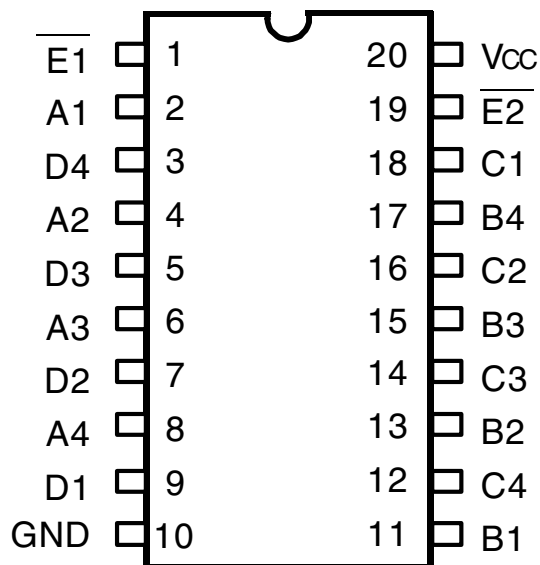 E1 1 20 VCC
A1 2 19 E2
D4 3 18 C1
A2 4 17 B4
D3 5 16 C2
A3 6 15 B3
D2 7 14 C3
A4 8 13 B2
D1 9 12 C4
GND 10 11 B1